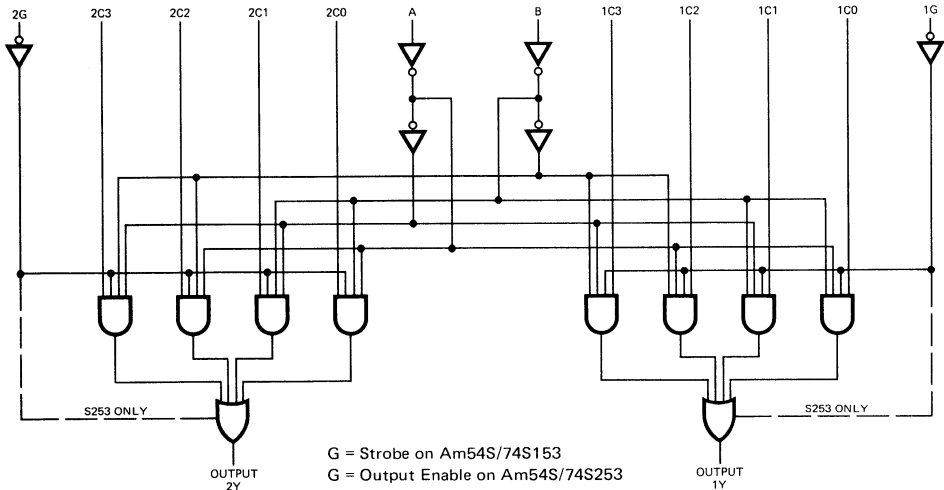 2G 2C3 2C2 2C1 2C0 A B 1C3 1C2 1C1 1C0 1G
S253 ONLY S253 ONLY
OUTPUT
2Y
G = Strobe on Am54S/74S153
G = Output Enable on Am54S/74S253
OUTPUT
1Y